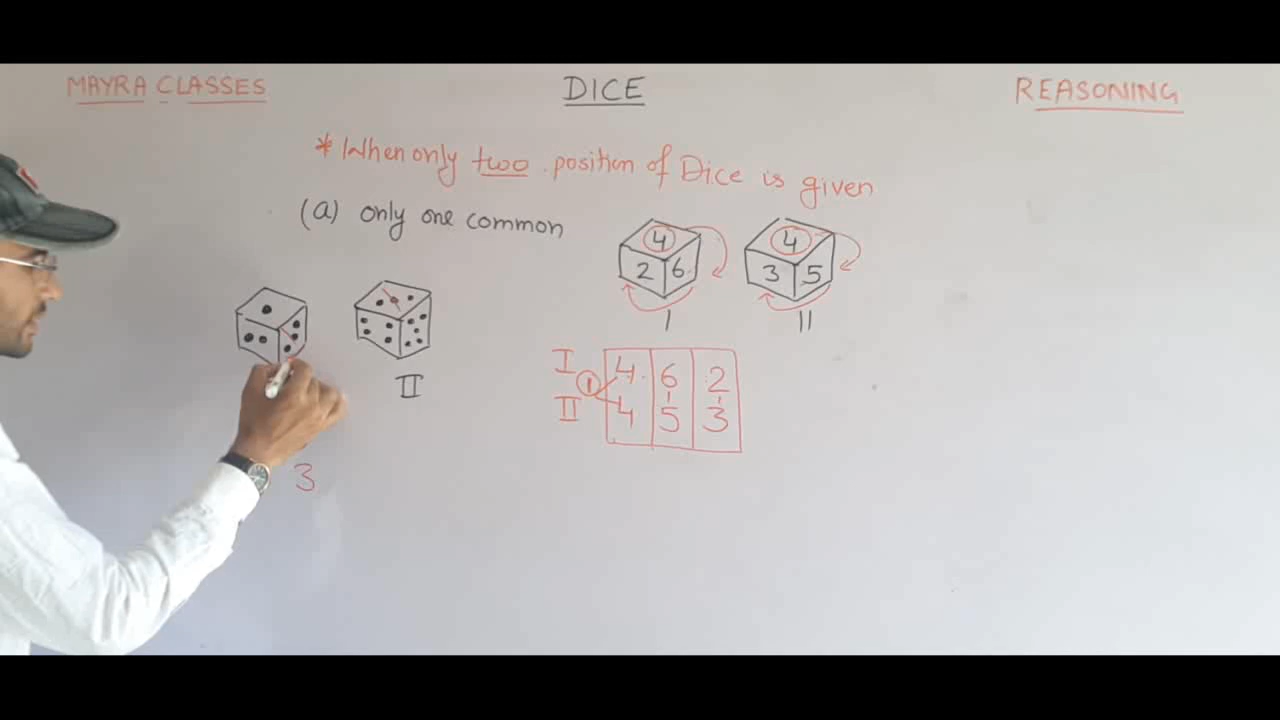 MAYRA CLASSES
DICE
REASONING
* When only two position of Dice is given
(a) only one common
4
2 6
4
3 5
I
II
II
I 4 6 2
1
II 4 5 3
3